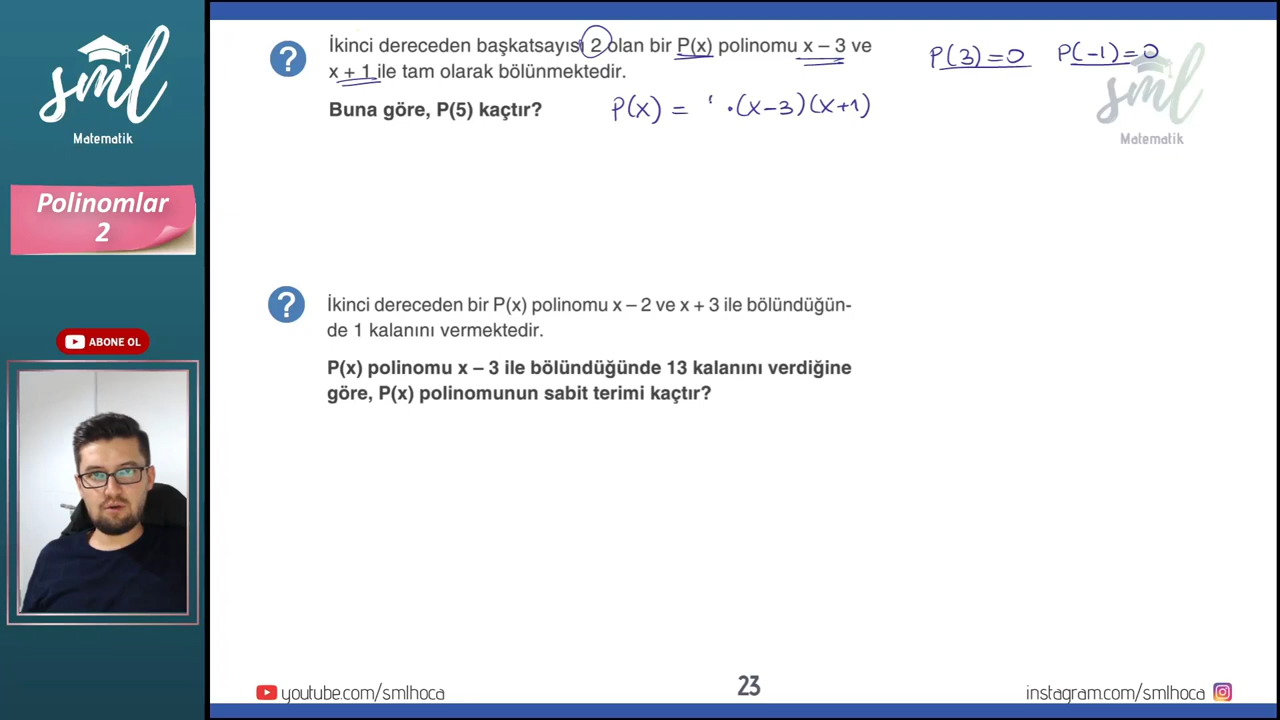 sml
Matematik
Polinomlar
2
ABONE OL
İkinci dereceden başkatsayısı 2 olan bir P(x) polinomu x – 3 ve
x + 1 ile tam olarak bölünmektedir.
Buna göre, P(5) kaçtır?
P(x) = ' .(x-3)(x+1)
P(3)=0 P(-1)=0
sml
Matematik
İkinci dereceden bir P(x) polinomu x – 2 ve x + 3 ile bölündüğün-
de 1 kalanını vermektedir.
P(x) polinomu x – 3 ile bölündüğünde 13 kalanını verdiğine
göre, P(x) polinomunun sabit terimi kaçtır?
youtube.com/smlhoca
23
instagram.com/smlhoca